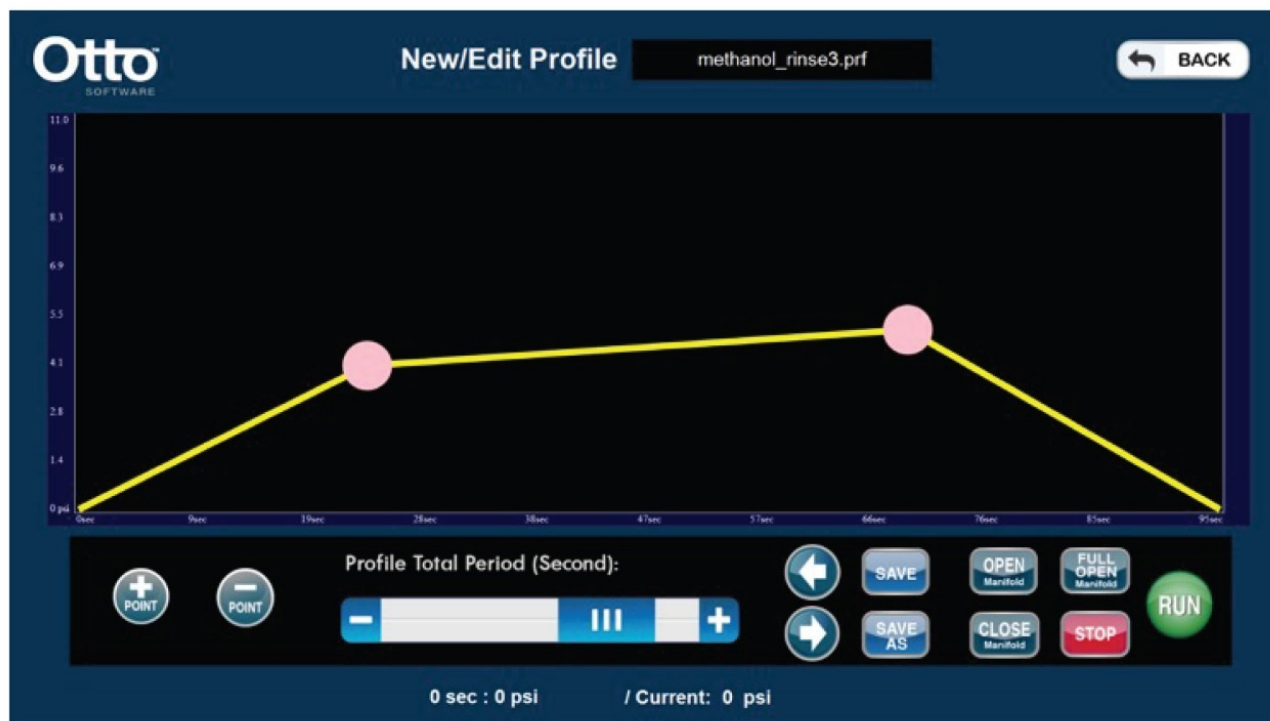 Otto™
SOFTWARE
New/Edit Profile
methanol_rinse3.prf
BACK
11.0
9.6
8.3
6.9
5.5
4.1
2.8
1.4
0 psi
0sec 9sec 19sec 28sec 38sec 47sec 57sec 66sec 76sec 85sec 95sec
+
POINT
−
POINT
Profile Total Period (Second):
− +
SAVE
SAVE
AS
OPEN
Manifold
CLOSE
Manifold
FULL
OPEN
Manifold
STOP
RUN
0 sec : 0 psi / Current: 0 psi